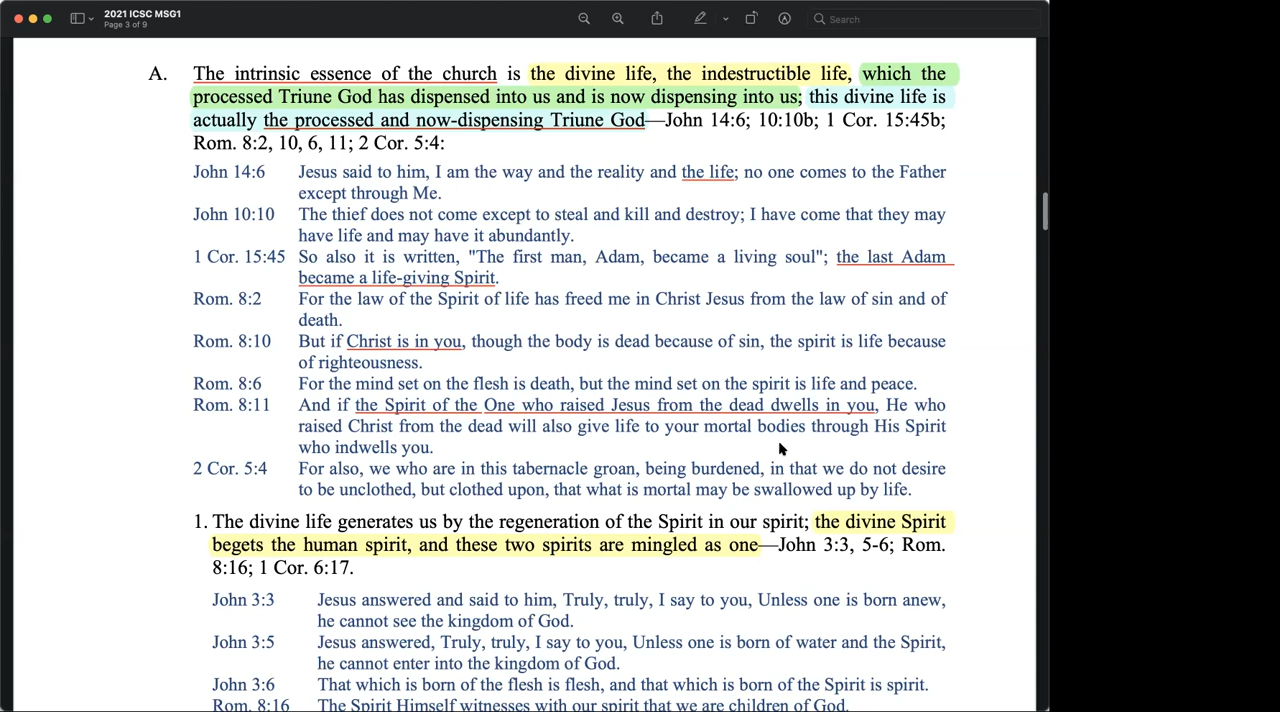 2021 ICSC MSG1
Page 3 of 9
Search
A. The intrinsic essence of the church is the divine life, the indestructible life, which the
processed Triune God has dispensed into us and is now dispensing into us; this divine life is
actually the processed and now-dispensing Triune God—John 14:6; 10:10b; 1 Cor. 15:45b;
Rom. 8:2, 10, 6, 11; 2 Cor. 5:4:
John 14:6 Jesus said to him, I am the way and the reality and the life; no one comes to the Father
except through Me.
John 10:10 The thief does not come except to steal and kill and destroy; I have come that they may
have life and may have it abundantly.
1 Cor. 15:45 So also it is written, "The first man, Adam, became a living soul"; the last Adam
became a life-giving Spirit.
Rom. 8:2 For the law of the Spirit of life has freed me in Christ Jesus from the law of sin and of
death.
Rom. 8:10 But if Christ is in you, though the body is dead because of sin, the spirit is life because
of righteousness.
Rom. 8:6 For the mind set on the flesh is death, but the mind set on the spirit is life and peace.
Rom. 8:11 And if the Spirit of the One who raised Jesus from the dead dwells in you, He who
raised Christ from the dead will also give life to your mortal bodies through His Spirit
who indwells you.
2 Cor. 5:4 For also, we who are in this tabernacle groan, being burdened, in that we do not desire
to be unclothed, but clothed upon, that what is mortal may be swallowed up by life.
1. The divine life generates us by the regeneration of the Spirit in our spirit; the divine Spirit
begets the human spirit, and these two spirits are mingled as one—John 3:3, 5-6; Rom.
8:16; 1 Cor. 6:17.
John 3:3 Jesus answered and said to him, Truly, truly, I say to you, Unless one is born anew,
he cannot see the kingdom of God.
John 3:5 Jesus answered, Truly, truly, I say to you, Unless one is born of water and the Spirit,
he cannot enter into the kingdom of God.
John 3:6 That which is born of the flesh is flesh, and that which is born of the Spirit is spirit.
Rom. 8:16 The Spirit Himself witnesses with our spirit that we are children of God.